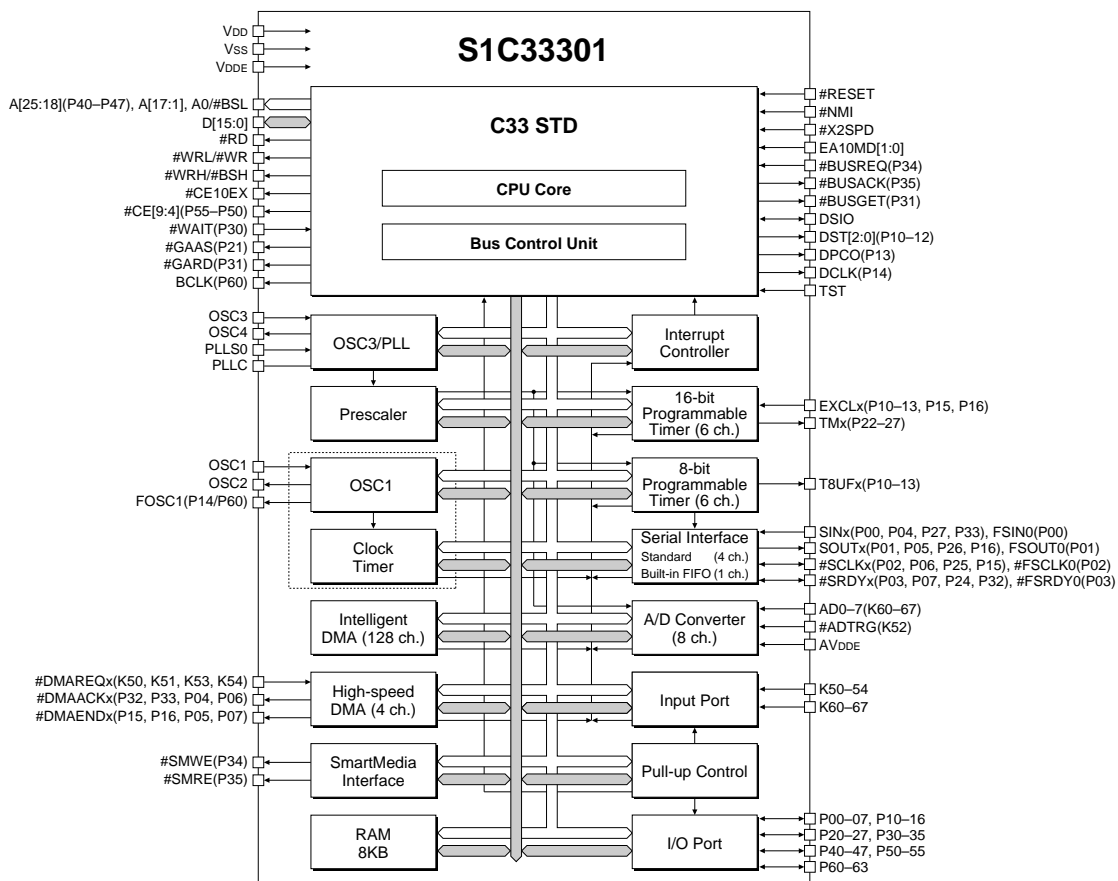 S1C33301
VDD
VSS
VDDE
A[25:18](P40–P47), A[17:1], A0/#BSL
D[15:0]
#RD
#WRL/#WR
#WRH/#BSH
#CE10EX
#CE[9:4](P55–P50)
#WAIT(P30)
#GAAS(P21)
#GARD(P31)
BCLK(P60)
C33 STD
CPU Core
Bus Control Unit
#RESET
#NMI
#X2SPD
EA10MD[1:0]
#BUSREQ(P34)
#BUSACK(P35)
#BUSGET(P31)
DSIO
DST[2:0](P10–12)
DPCO(P13)
DCLK(P14)
TST
OSC3
OSC4
PLLS0
PLLC
OSC3/PLL
Interrupt
Controller
Prescaler
16-bit
Programmable
Timer (6 ch.)
EXCLx(P10–13, P15, P16)
TMx(P22–27)
OSC1
OSC2
FOSC1(P14/P60)
OSC1
8-bit
Programmable
Timer (6 ch.)
T8UFx(P10–13)
Clock
Timer
Serial Interface
Standard (4 ch.)
Built-in FIFO (1 ch.)
SINx(P00, P04, P27, P33), FSIN0(P00)
SOUTx(P01, P05, P26, P16), FSOUT0(P01)
#SCLKx(P02, P06, P25, P15), #FSCLK0(P02)
#SRDYx(P03, P07, P24, P32), #FSRDY0(P03)
Intelligent
DMA (128 ch.)
A/D Converter
(8 ch.)
AD0–7(K60–67)
#ADTRG(K52)
AVDDE
#DMAREQx(K50, K51, K53, K54)
#DMAACKx(P32, P33, P04, P06)
#DMAENDx(P15, P16, P05, P07)
High-speed
DMA (4 ch.)
Input Port
K50–54
K60–67
#SMWE(P34)
#SMRE(P35)
SmartMedia
Interface
Pull-up Control
RAM
8KB
I/O Port
P00–07, P10–16
P20–27, P30–35
P40–47, P50–55
P60–63